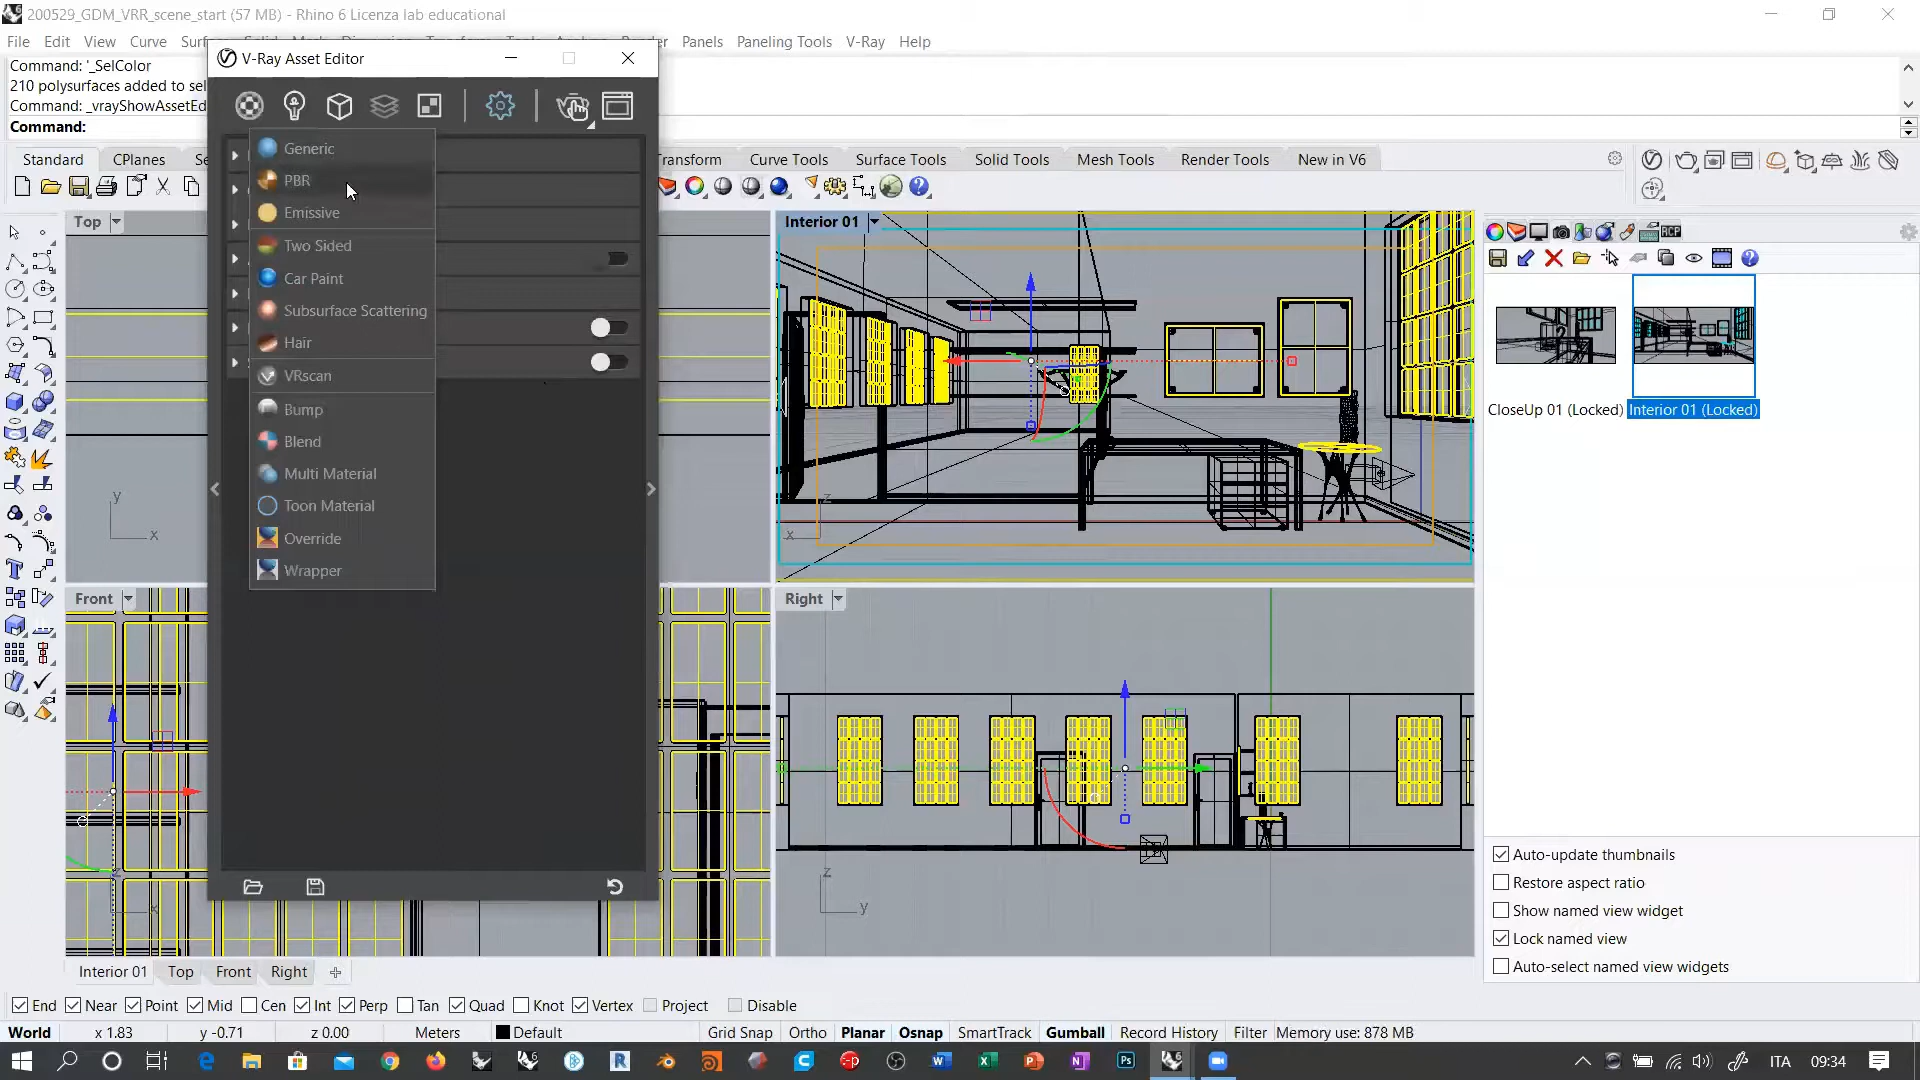 200529_GDM_VRR_scene_start (57 MB) - Rhino 6 Licenza lab educational
File Edit View Curve Panels Paneling Tools V-Ray Help
Command: '_SelColor
210 polysurfaces added to sel
Command: _vrayShowAssetEd
Command:
V-Ray Asset Editor
Standard CPlanes Transform Curve Tools Surface Tools Solid Tools Mesh Tools Render Tools New in V6
Generic
PBR
Emissive
Two Sided
Car Paint
Subsurface Scattering
Hair
VRscan
Bump
Blend
Multi Material
Toon Material
Override
Wrapper
Top
Interior 01
Front
Right
y
x
z
x
z
x
z
y
RCP
CloseUp 01 (Locked) Interior 01 (Locked)
Auto-update thumbnails
Restore aspect ratio
Show named view widget
Lock named view
Auto-select named view widgets
Interior 01 Top Front Right
End Near Point Mid Cen Int Perp Tan Quad Knot Vertex Project Disable
World x 1.83 y -0.71 z 0.00 Meters Default Grid Snap Ortho Planar Osnap SmartTrack Gumball Record History Filter Memory use: 878 MB
ITA 09:34